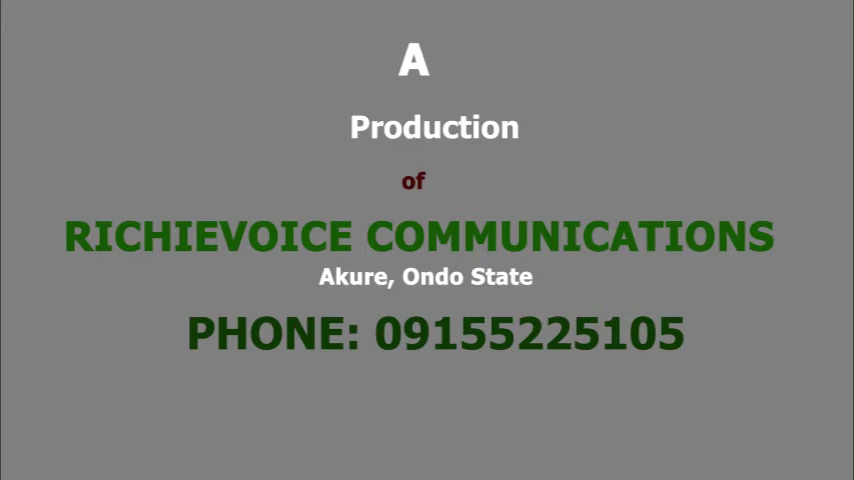 A
Production
of
RICHIEVOICE COMMUNICATIONS
Akure, Ondo State
PHONE: 09155225105